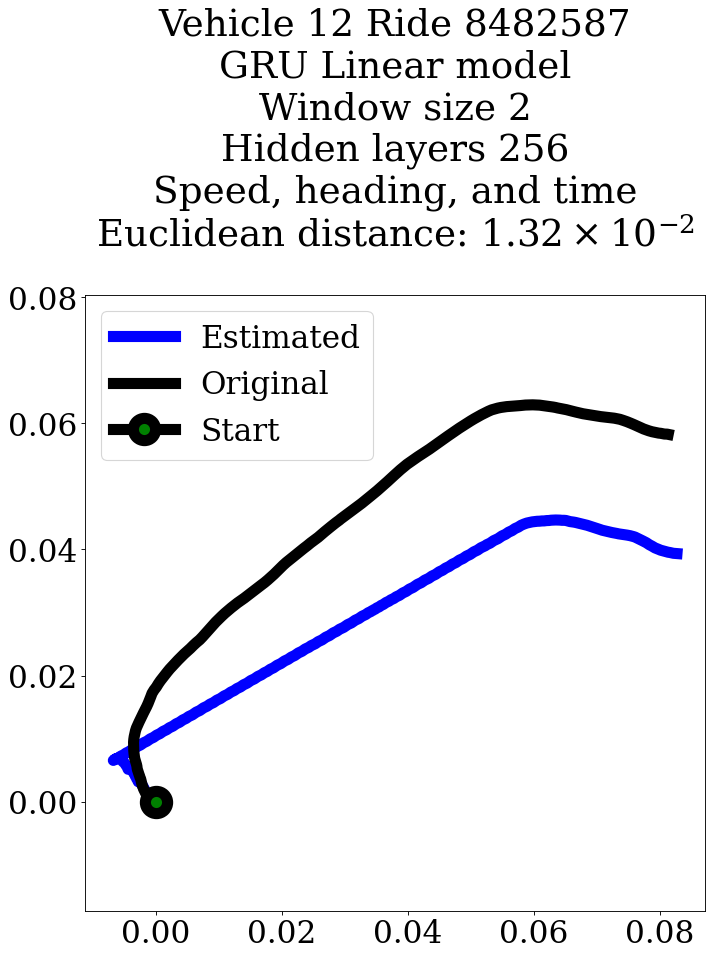 Vehicle 12 Ride 8482587
GRU Linear model
Window size 2
Hidden layers 256
Speed, heading, and time
Euclidean distance: 1.32 × 10⁻²
Estimated
Original
Start
0.08
0.06
0.04
0.02
0.00
0.00 0.02 0.04 0.06 0.08